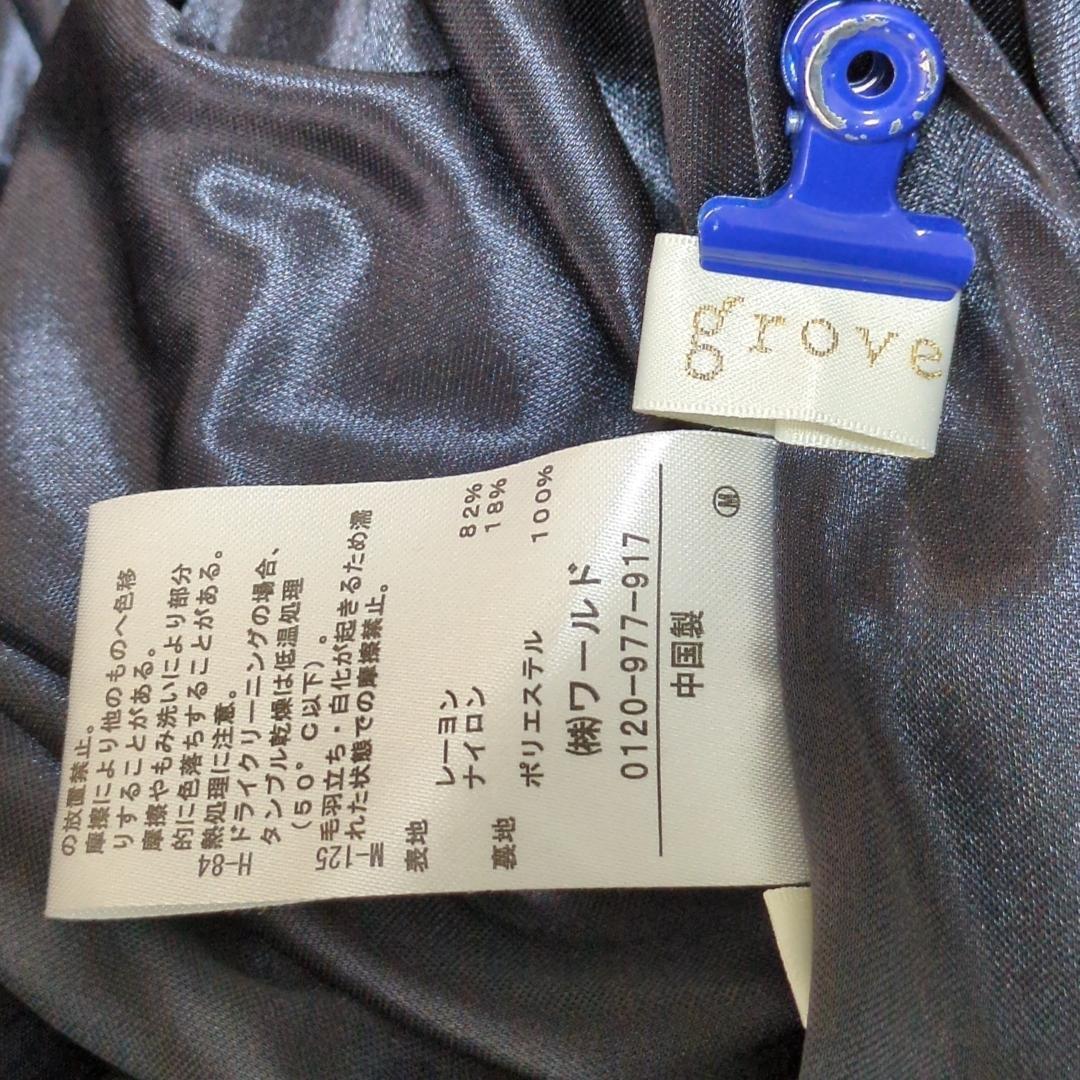 grove
の放置禁止。
摩擦により他のものへ色移
りすることがある。
摩擦やもみ洗いにより部分
的に色落ちすることがある。
熱処理に注意。
ドライクリーニングの場合、
タンブル乾燥は低温処理
（５０°Ｃ以下）。
毛羽立ち・白化が起きるため濡
れた状態での摩擦禁止。
表地 レーヨン 82%
ナイロン 18%
裏地 ポリエステル 100%
㈱ワールド
0120-977-917
中国製
Ⓜ